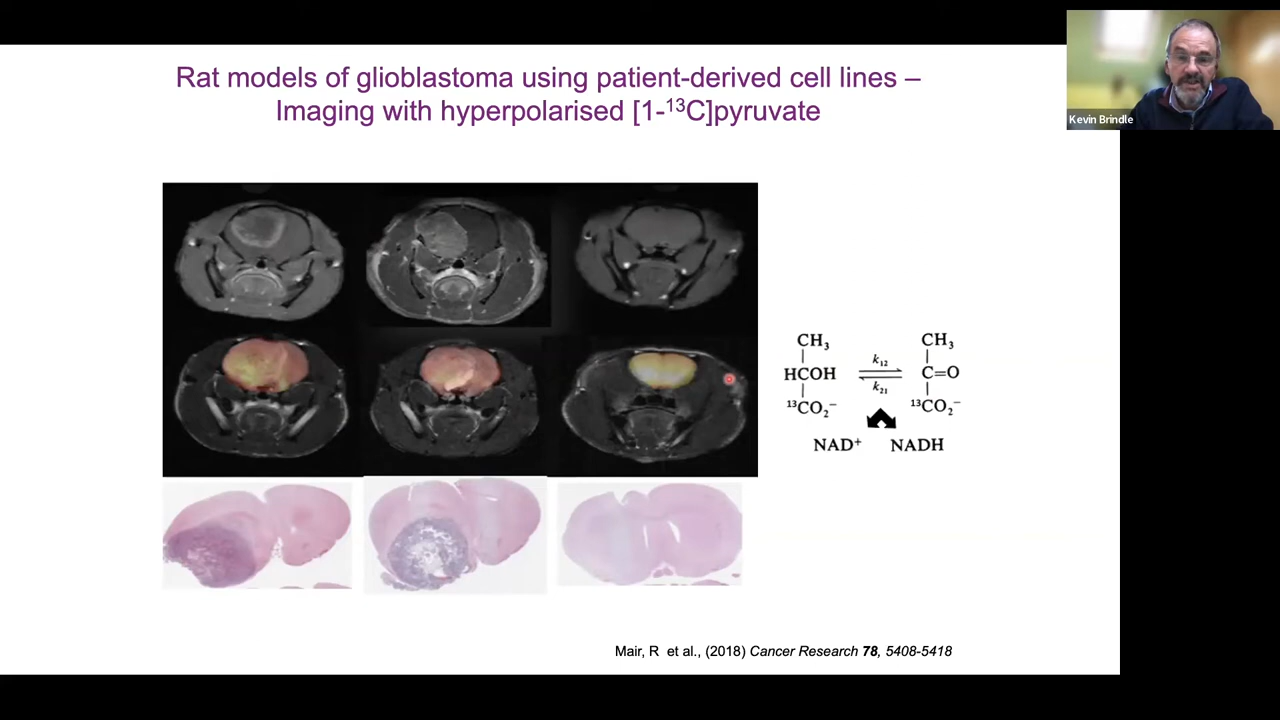 Rat models of glioblastoma using patient-derived cell lines –
Imaging with hyperpolarised [1-¹³C]pyruvate
Kevin Brindle
CH₃ CH₃
k₁₂
HCOH C=O
k₂₁
¹³CO₂⁻ ¹³CO₂⁻
NAD⁺ NADH
Mair, R et al., (2018) Cancer Research 78, 5408-5418